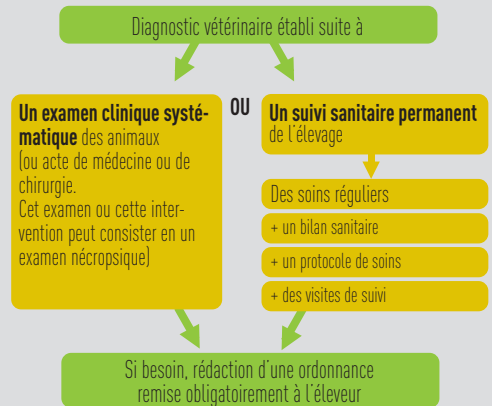 Diagnostic vétérinaire établi suite à
Un examen clinique systé-
matique des animaux
(ou acte de médecine ou de
chirurgie.
Cet examen ou cette inter-
vention peut consister en un
examen nécropsique)
OU
Un suivi sanitaire permanent
de l'élevage
Des soins réguliers
+ un bilan sanitaire
+ un protocole de soins
+ des visites de suivi
Si besoin, rédaction d'une ordonnance
remise obligatoirement à l'éleveur